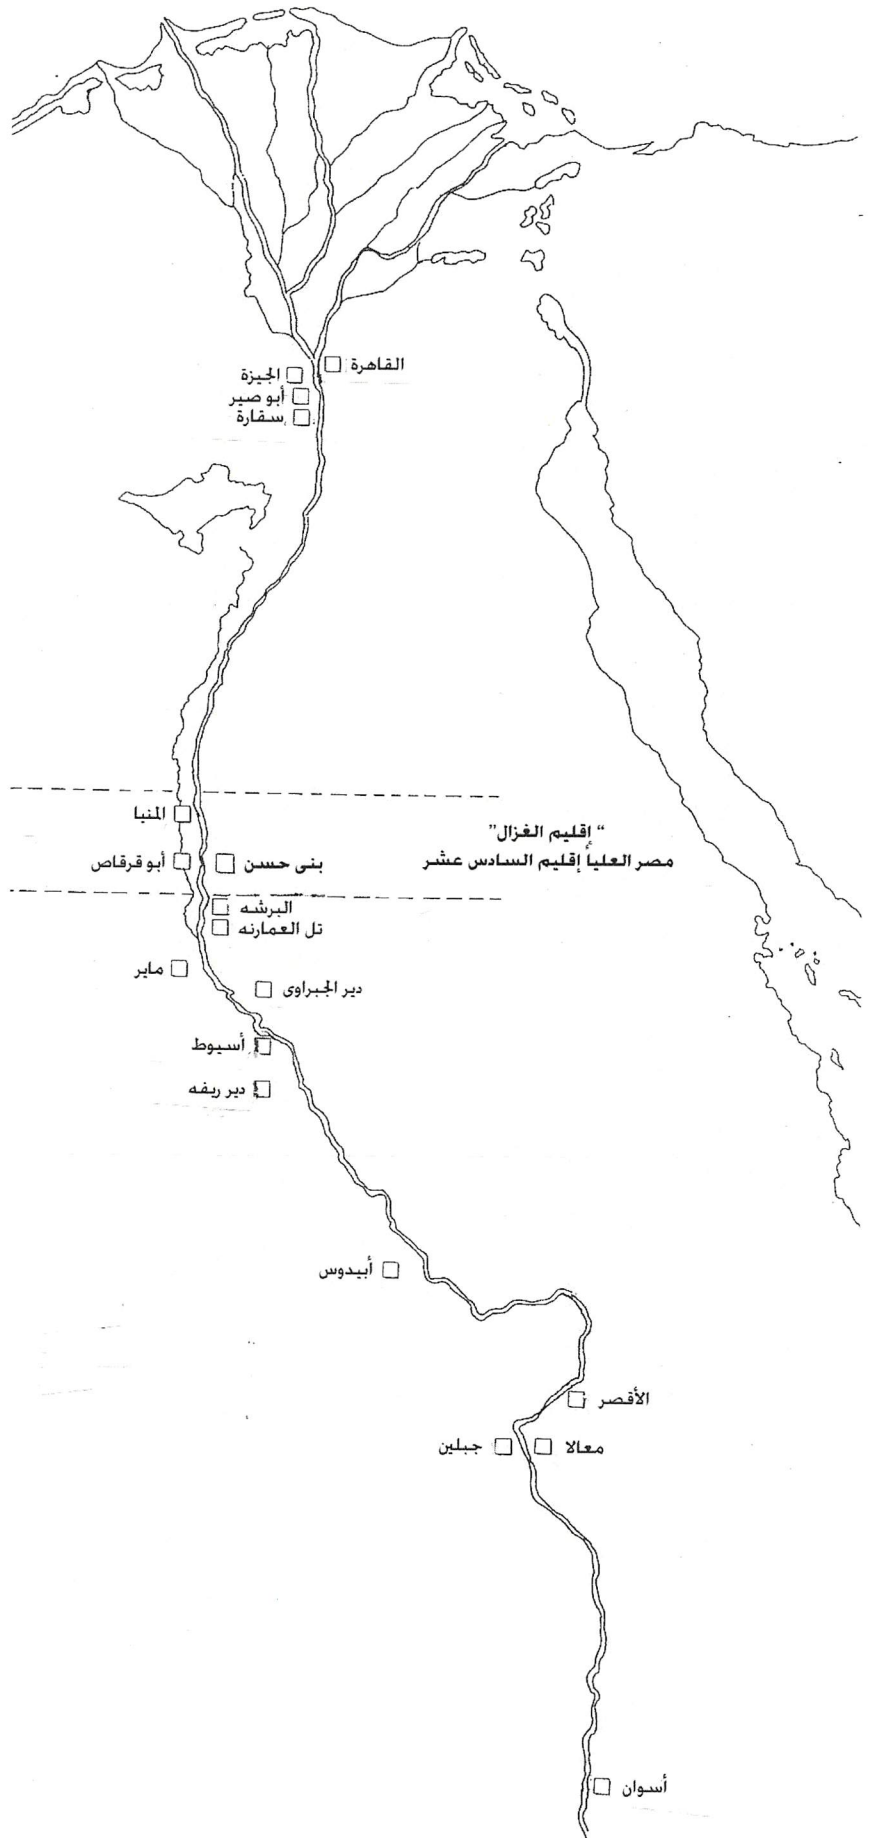 القاهرة
الجيزة
أبو صير
سقارة
المنيا
“ إقليم الغزال”
مصر العليا إقليم السادس عشر
بنى حسن
أبو قرقاص
البرشه
تل العمارنه
ماير
دير الجبراوى
أسيوط
دير ريفه
أبيدوس
الأقصر
معالا
جبلين
أسوان